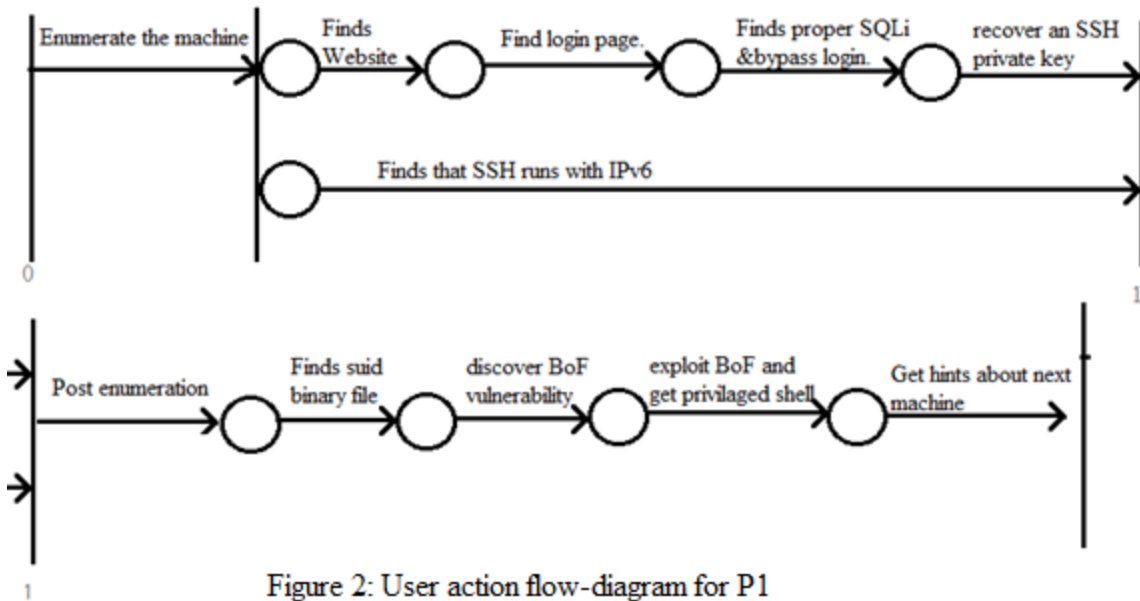 Enumerate the machine
Finds
Website
Find login page.
Finds proper SQLi
&bypass login.
recover an SSH
private key
Finds that SSH runs with IPv6
0
1
Post enumeration
Finds suid
binary file
discover BoF
vulnerability
exploit BoF and
get privilaged shell
Get hints about next
machine
1
Figure 2: User action flow-diagram for P1